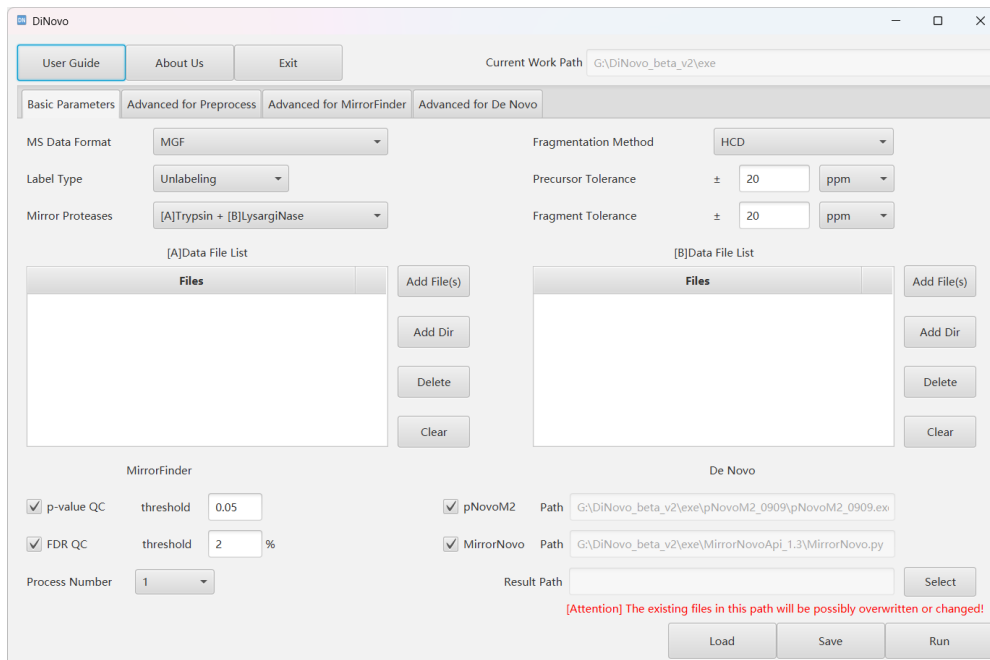 DN DiNovo
User Guide About Us Exit Current Work Path G:\DiNovo_beta_v2\exe
Basic Parameters Advanced for Preprocess Advanced for MirrorFinder Advanced for De Novo
MS Data Format MGF Fragmentation Method HCD
Label Type Unlabeling Precursor Tolerance ± 20 ppm
Mirror Proteases [A]Trypsin + [B]LysargiNase Fragment Tolerance ± 20 ppm
[A]Data File List [B]Data File List
Files Add File(s) Files Add File(s)
Add Dir Add Dir
Delete Delete
Clear Clear
MirrorFinder De Novo
p-value QC threshold 0.05 pNovoM2 Path G:\DiNovo_beta_v2\exe\pNovoM2_0909\pNovoM2_0909.exe
FDR QC threshold 2 % MirrorNovo Path G:\DiNovo_beta_v2\exe\MirrorNovoApi_1.3\MirrorNovo.py
Process Number 1 Result Path Select
[Attention] The existing files in this path will be possibly overwritten or changed!
Load Save Run